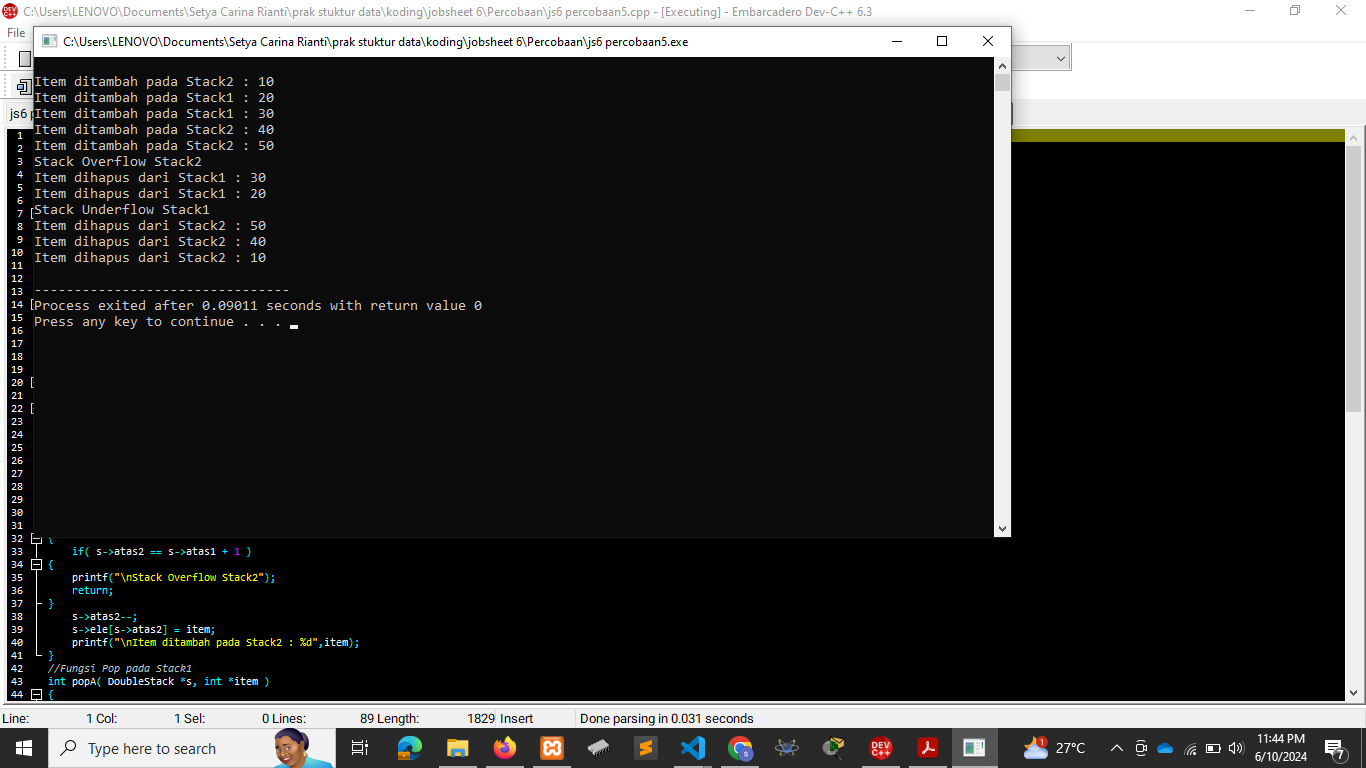 C:\Users\LENOVO\Documents\Setya Carina Rianti\prak stuktur data\koding\jobsheet 6\Percobaan\js6 percobaan5.cpp - [Executing] - Embarcadero Dev-C++ 6.3
File
C:\Users\LENOVO\Documents\Setya Carina Rianti\prak stuktur data\koding\jobsheet 6\Percobaan\js6 percobaan5.exe
Item ditambah pada Stack2 : 10
Item ditambah pada Stack1 : 20
Item ditambah pada Stack1 : 30
Item ditambah pada Stack2 : 40
Item ditambah pada Stack2 : 50
Stack Overflow Stack2
Item dihapus dari Stack1 : 30
Item dihapus dari Stack1 : 20
Stack Underflow Stack1
Item dihapus dari Stack2 : 50
Item dihapus dari Stack2 : 40
Item dihapus dari Stack2 : 10
--------------------------------
Process exited after 0.09011 seconds with return value 0
Press any key to continue . . .
js6
1
2
3
4
5
6
7
8
9
10
11
12
13
14
15
16
17
18
19
20
21
22
23
24
25
26
27
28
29
30
31
32 {
33 if( s->atas2 == s->atas1 + 1 )
34 {
35 printf("\nStack Overflow Stack2");
36 return;
37 }
38 s->atas2--;
39 s->ele[s->atas2] = item;
40 printf("\nItem ditambah pada Stack2 : %d",item);
41 }
42 //Fungsi Pop pada Stack1
43 int popA( DoubleStack *s, int *item )
44 {
Line: 1 Col: 1 Sel: 0 Lines: 89 Length: 1829 Insert Done parsing in 0.031 seconds
Type here to search
DEV C++
1
27°C
11:44 PM
6/10/2024
7